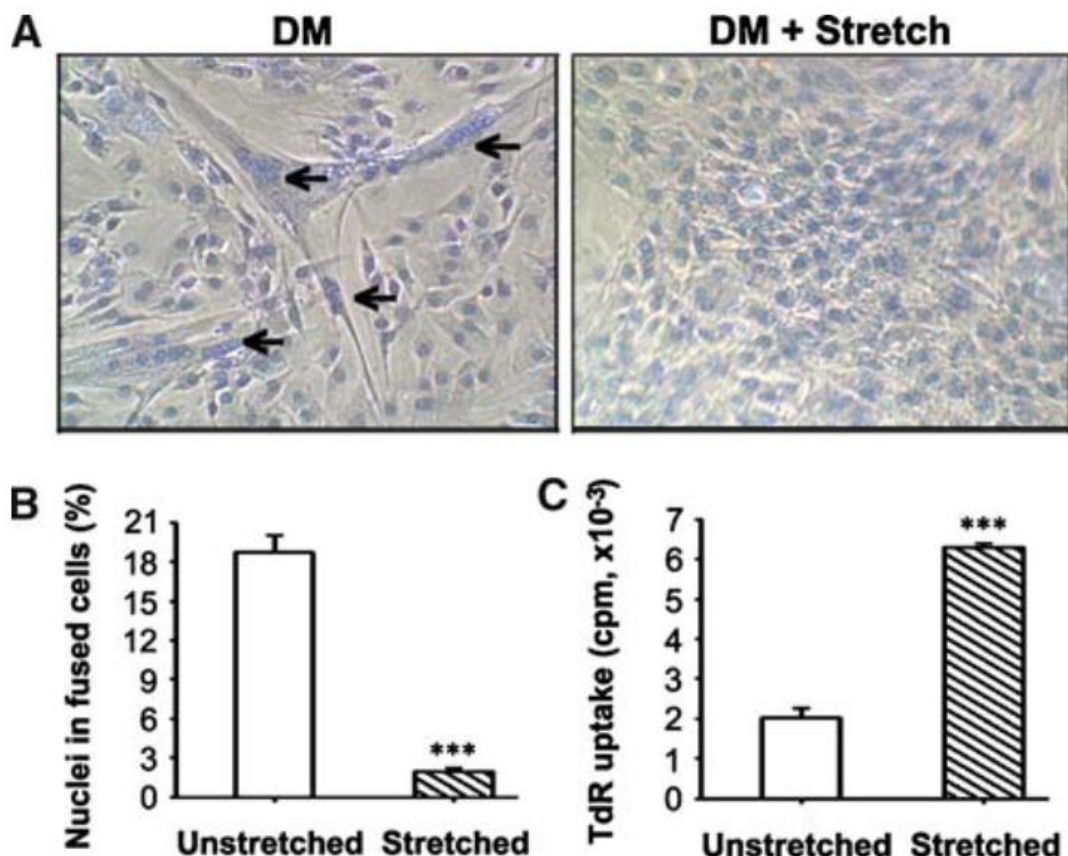 A
DM
DM + Stretch
B
Nuclei in fused cells (%)
21
18
15
12
9
6
3
0
***
Unstretched
Stretched
C
TdR uptake (cpm, x10⁻³)
7
6
5
4
3
2
1
0
***
Unstretched
Stretched